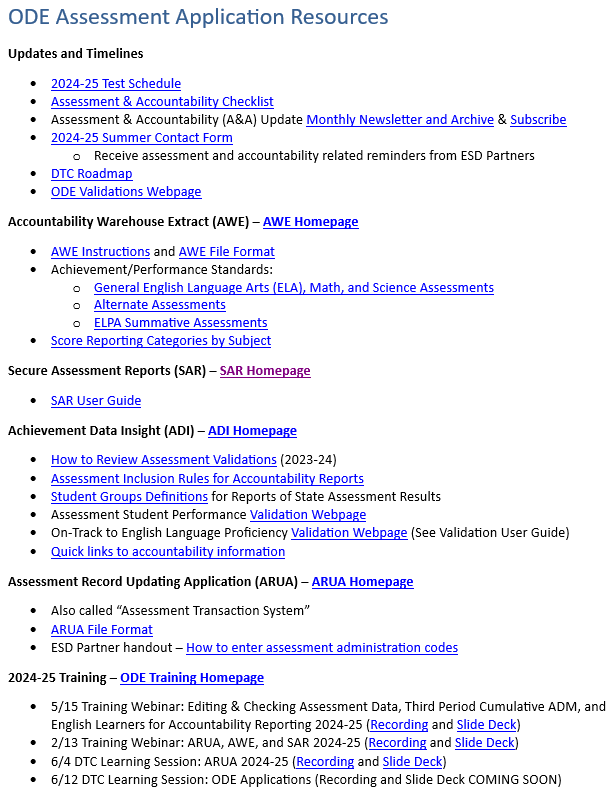 ODE Assessment Application Resources
Updates and Timelines
• 2024-25 Test Schedule
• Assessment & Accountability Checklist
• Assessment & Accountability (A&A) Update Monthly Newsletter and Archive & Subscribe
• 2024-25 Summer Contact Form
o Receive assessment and accountability related reminders from ESD Partners
• DTC Roadmap
• ODE Validations Webpage
Accountability Warehouse Extract (AWE) – AWE Homepage
• AWE Instructions and AWE File Format
• Achievement/Performance Standards:
o General English Language Arts (ELA), Math, and Science Assessments
o Alternate Assessments
o ELPA Summative Assessments
• Score Reporting Categories by Subject
Secure Assessment Reports (SAR) – SAR Homepage
• SAR User Guide
Achievement Data Insight (ADI) – ADI Homepage
• How to Review Assessment Validations (2023-24)
• Assessment Inclusion Rules for Accountability Reports
• Student Groups Definitions for Reports of State Assessment Results
• Assessment Student Performance Validation Webpage
• On-Track to English Language Proficiency Validation Webpage (See Validation User Guide)
• Quick links to accountability information
Assessment Record Updating Application (ARUA) – ARUA Homepage
• Also called “Assessment Transaction System”
• ARUA File Format
• ESD Partner handout – How to enter assessment administration codes
2024-25 Training – ODE Training Homepage
• 5/15 Training Webinar: Editing & Checking Assessment Data, Third Period Cumulative ADM, and
English Learners for Accountability Reporting 2024-25 (Recording and Slide Deck)
• 2/13 Training Webinar: ARUA, AWE, and SAR 2024-25 (Recording and Slide Deck)
• 6/4 DTC Learning Session: ARUA 2024-25 (Recording and Slide Deck)
• 6/12 DTC Learning Session: ODE Applications (Recording and Slide Deck COMING SOON)